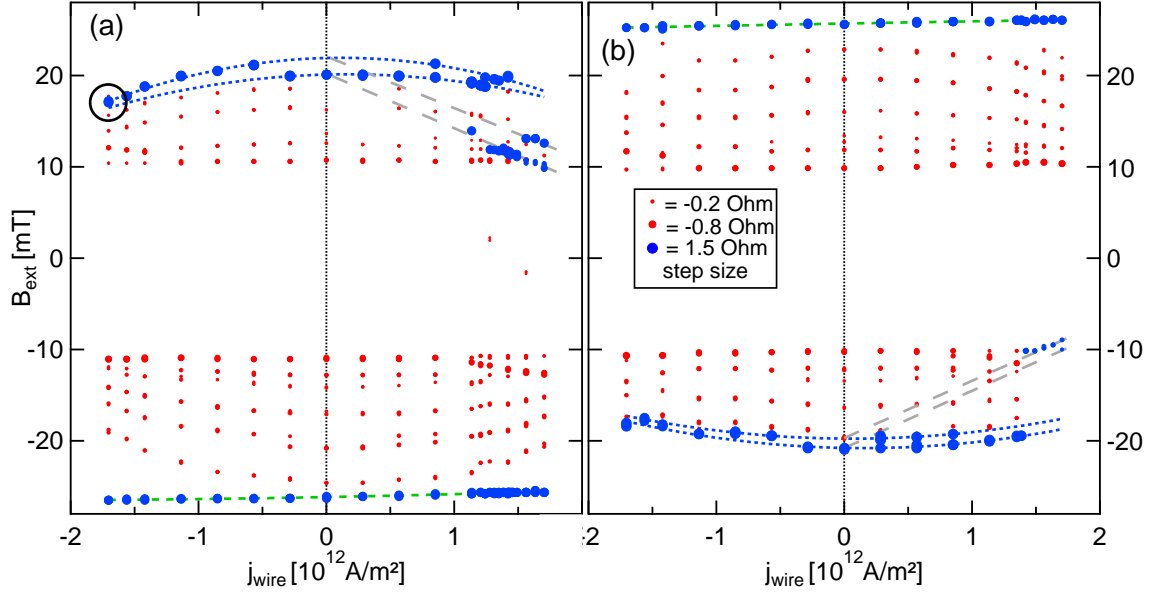 (a)
(b)
20
10
0
-10
-20
B_ext [mT]
20
10
0
-10
-20
= -0.2 Ohm
= -0.8 Ohm
= 1.5 Ohm
step size
-2
-1
0
1
-2
-1
0
1
2
j_wire [10^12 A/m²]
j_wire [10^12 A/m²]